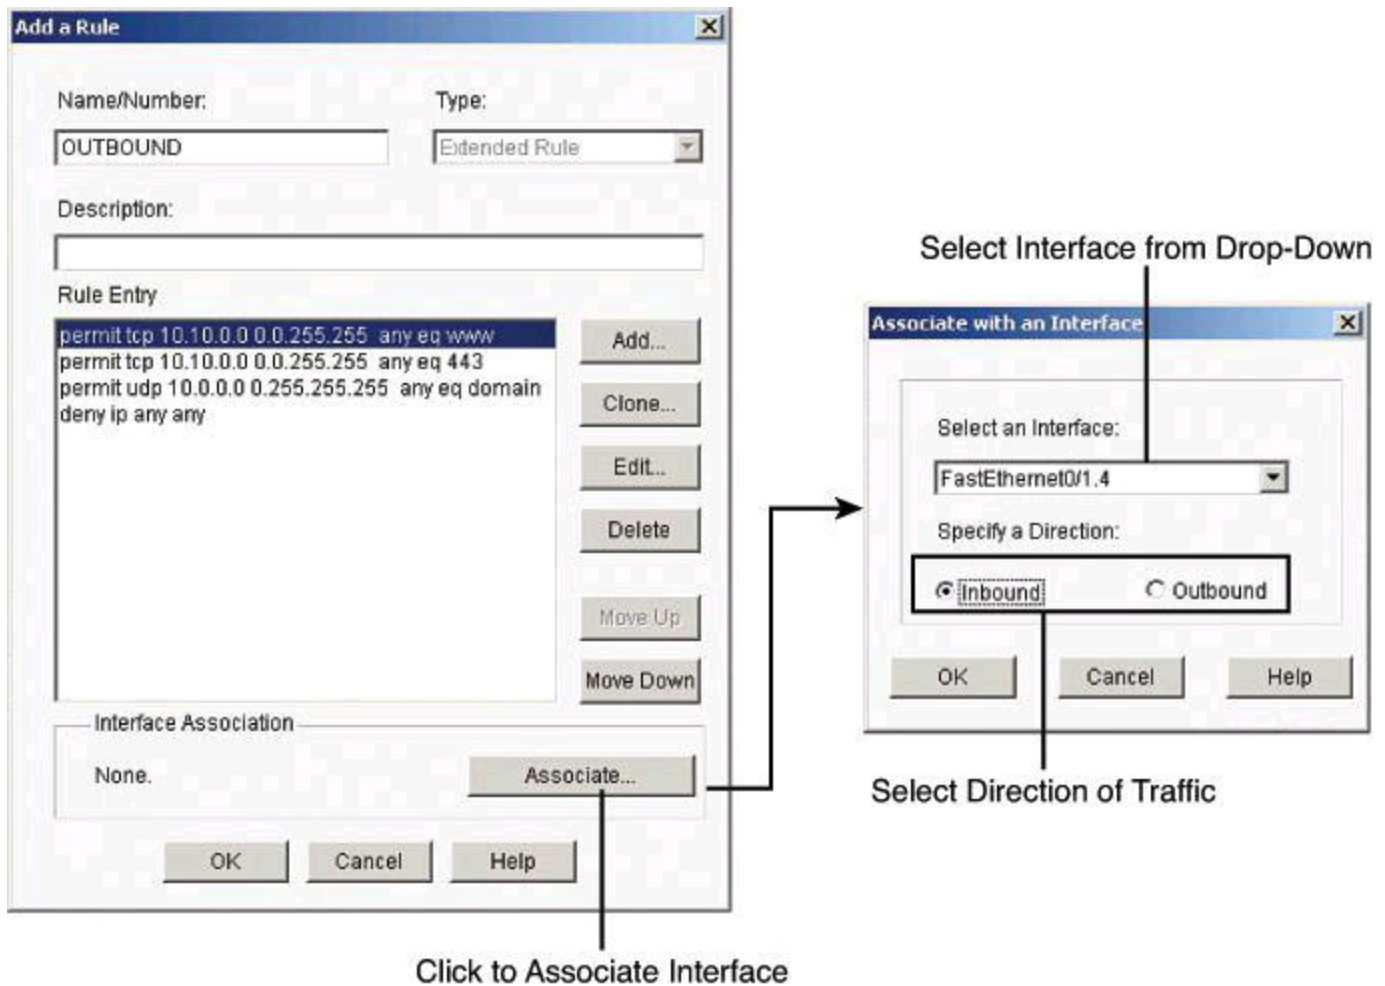 Add a Rule
Name/Number:
Type:
OUTBOUND
Extended Rule
Description:
Rule Entry
permit tcp 10.10.0.0 0.0.255.255 any eq www
permit tcp 10.10.0.0 0.0.255.255 any eq 443
permit udp 10.0.0.0 0.255.255.255 any eq domain
deny ip any any
Add...
Clone...
Edit...
Delete
Move Up
Move Down
Interface Association
None.
Associate...
OK
Cancel
Help
Click to Associate Interface
Select Interface from Drop-Down
Associate with an Interface
Select an Interface:
FastEthernet0/1.4
Specify a Direction:
Inbound
Outbound
OK
Cancel
Help
Select Direction of Traffic